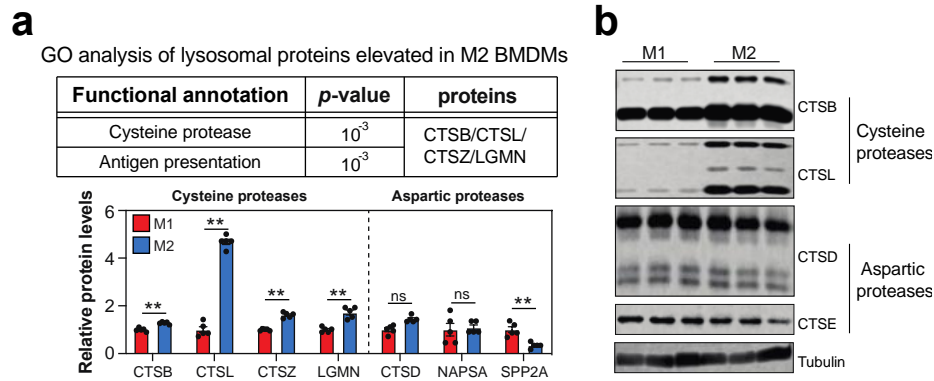 a
GO analysis of lysosomal proteins elevated in M2 BMDMs
Functional annotation p-value proteins
Cysteine protease 10-3 CTSB/CTSL/
Antigen presentation 10-3 CTSZ/LGMN
Cysteine proteases Aspartic proteases
Relative protein levels
6
4
2
0
M1
M2
** ** ** ** ns ns **
CTSB CTSL CTSZ LGMN CTSD NAPSA SPP2A
b
M1 M2
CTSB
CTSL
Cysteine
proteases
CTSD
CTSE
Aspartic
proteases
Tubulin